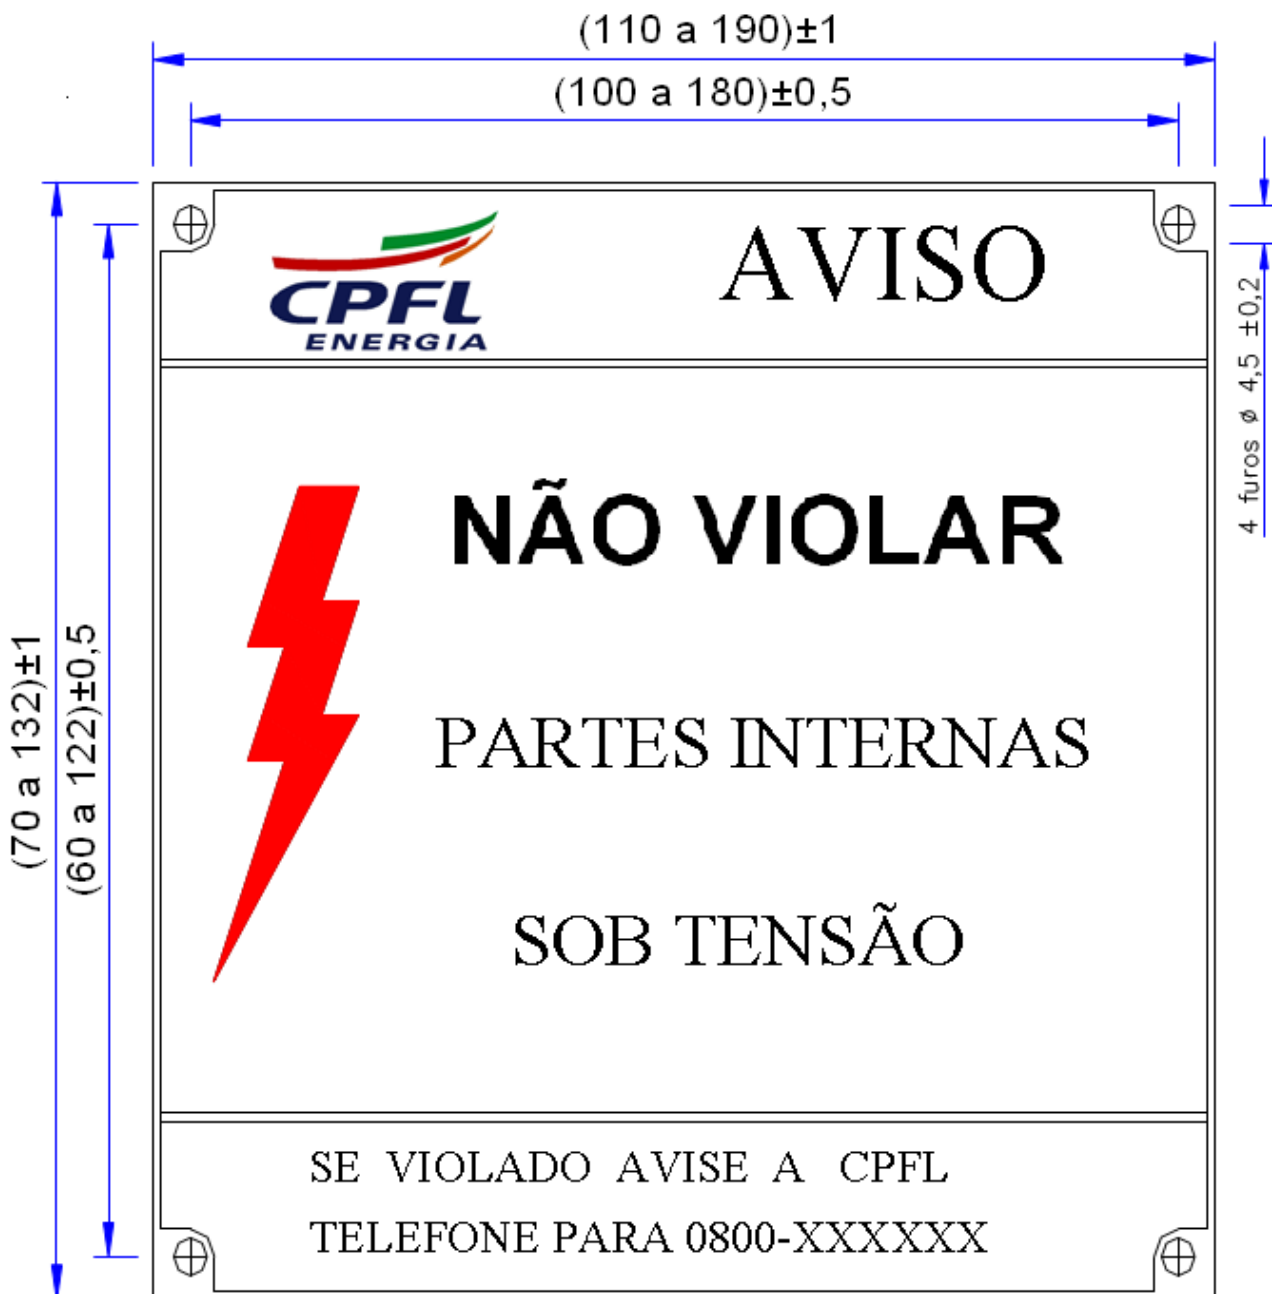 (110 a 190)±1
(100 a 180)±0,5
CPFL
ENERGIA
AVISO
4 furos ø 4,5 ±0,2
NÃO VIOLAR
(70 a 132)±1
(60 a 122)±0,5
PARTES INTERNAS
SOB TENSÃO
SE VIOLADO AVISE A CPFL
TELEFONE PARA 0800-XXXXXX